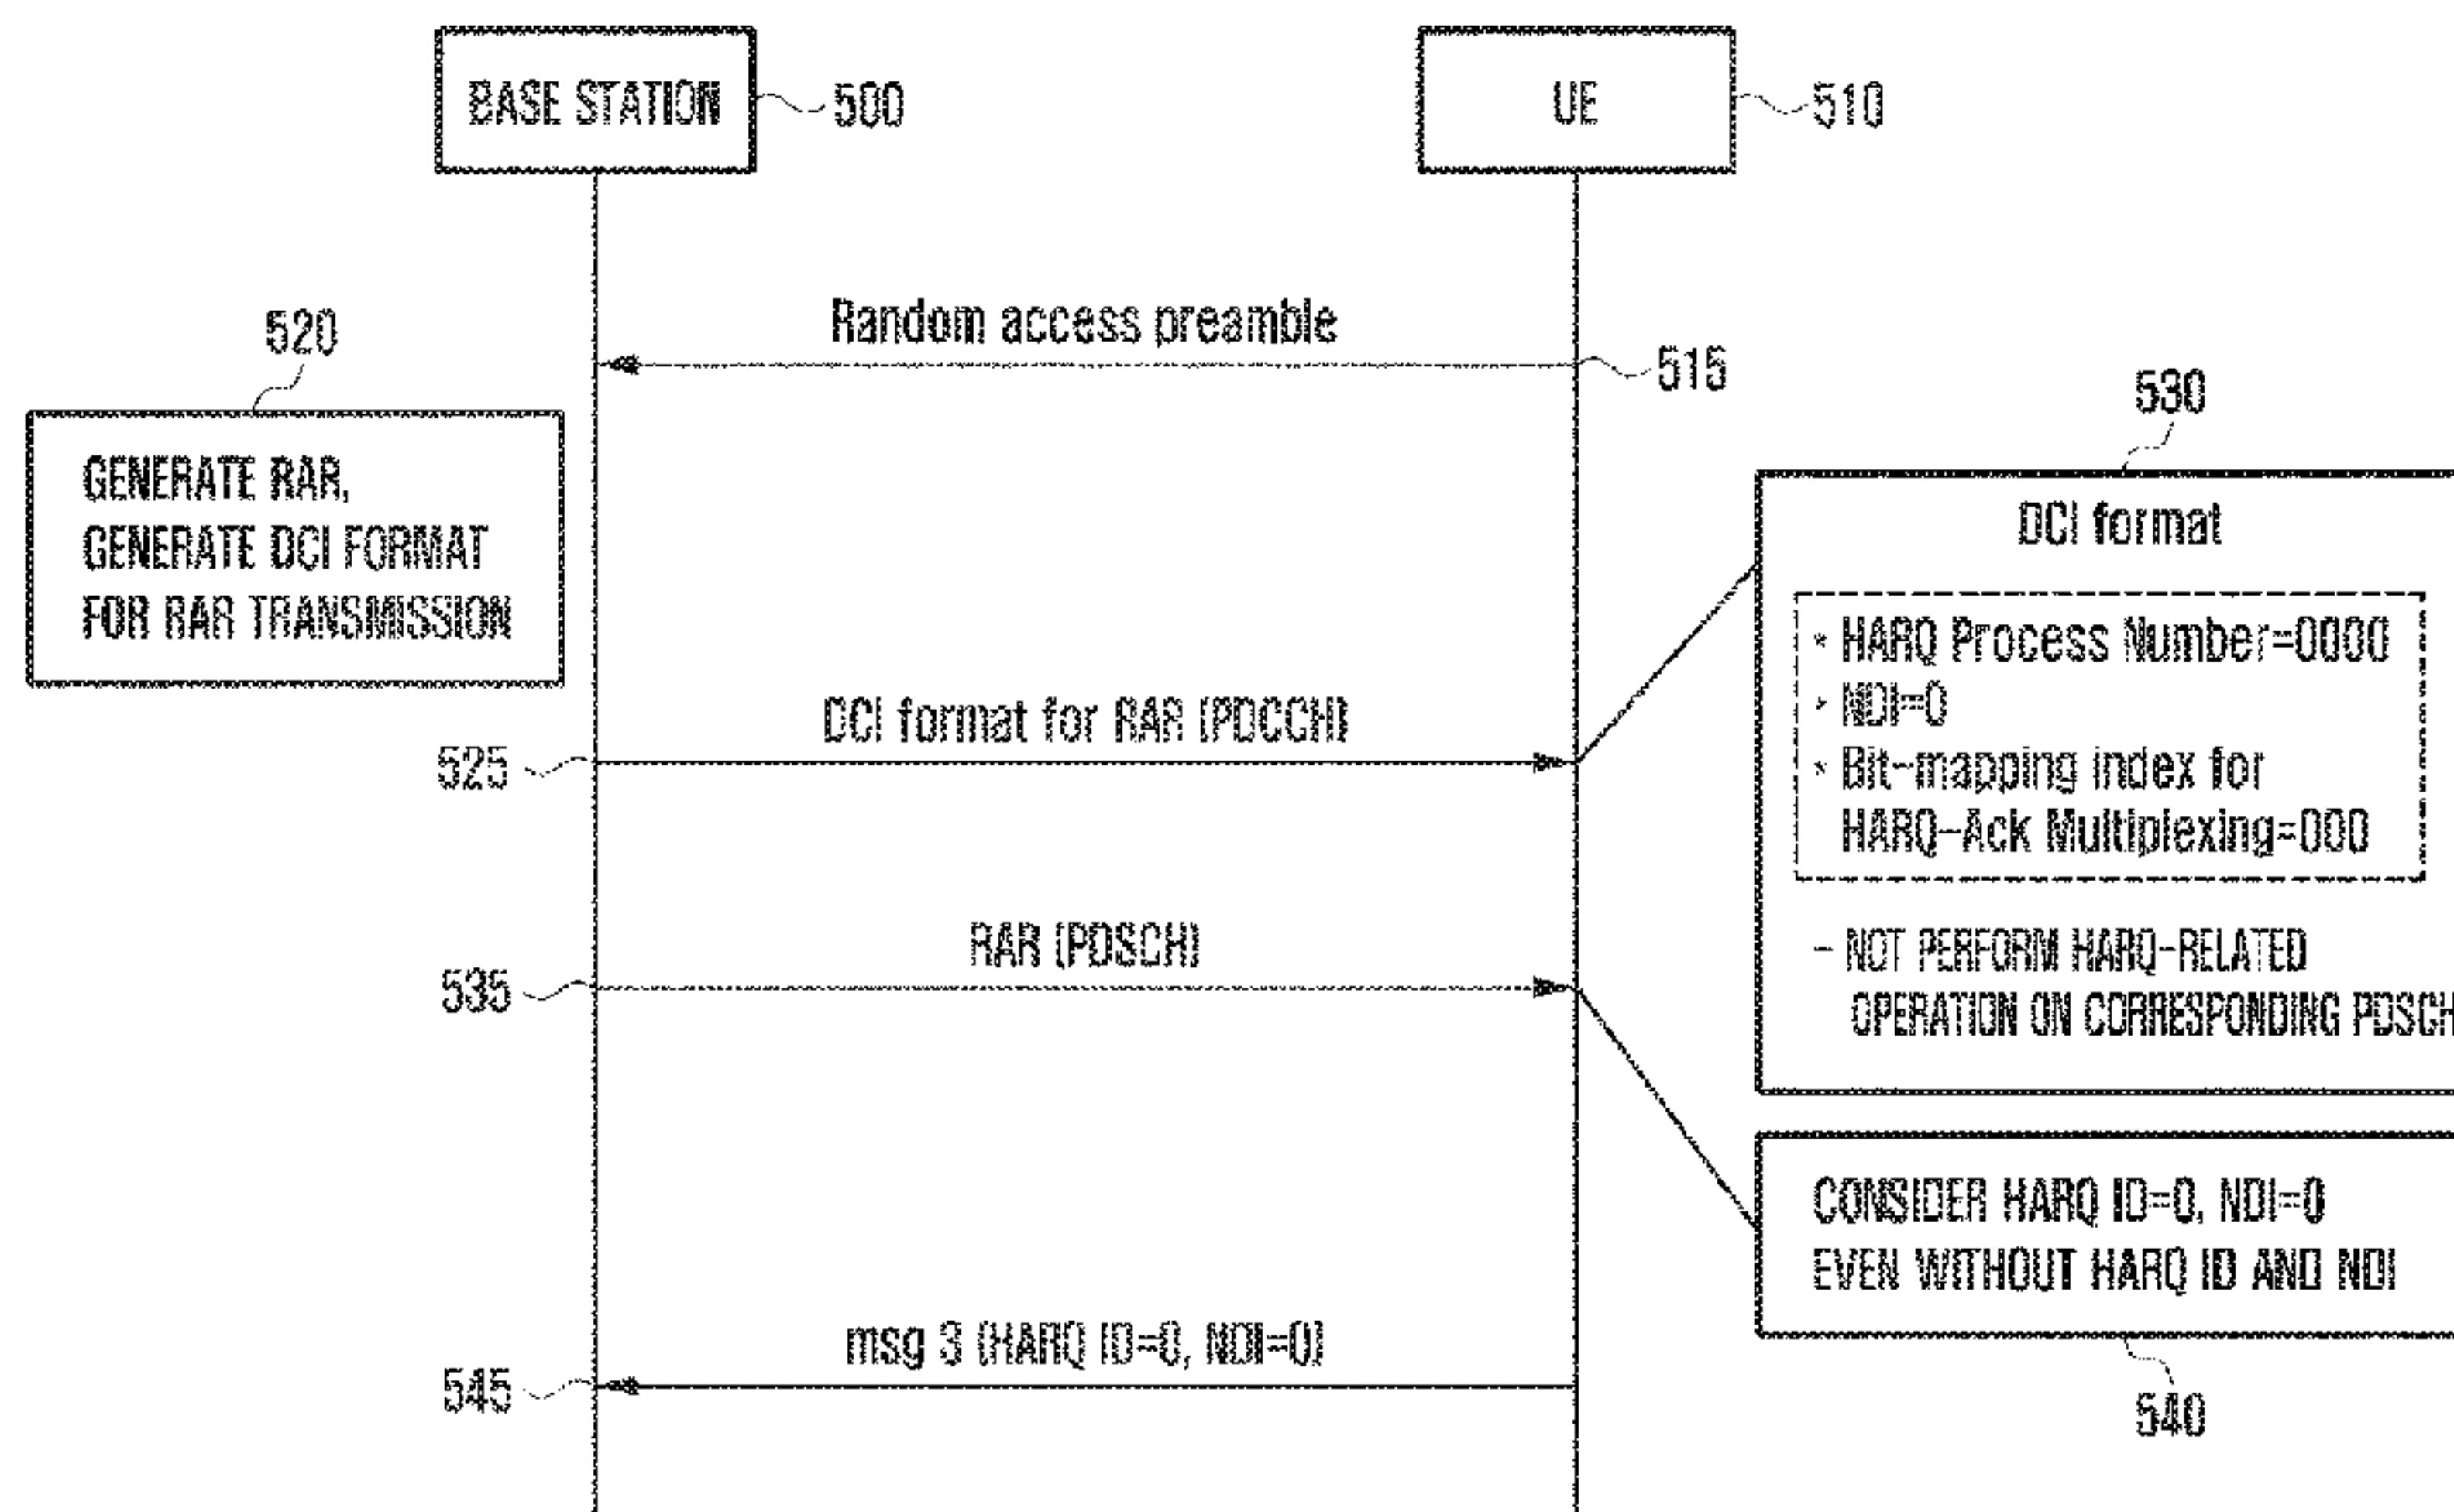 BASE STATION
500
UE
510
Random access preamble
515
520
GENERATE RAR,
GENERATE DCI FORMAT
FOR RAR TRANSMISSION
530
DCI format
* HARQ Process Number=0000
* NDI=0
* Bit-mapping index for
HARQ-Ack Multiplexing=000
- NOT PERFORM HARQ-RELATED
OPERATION ON CORRESPONDING PDSCH
DCI format for RAR (PDCCH)
525
RAR (PDSCH)
535
CONSIDER HARQ ID=0, NDI=0
EVEN WITHOUT HARQ ID AND NDI
540
msg 3 (HARQ ID=0, NDI=0)
545